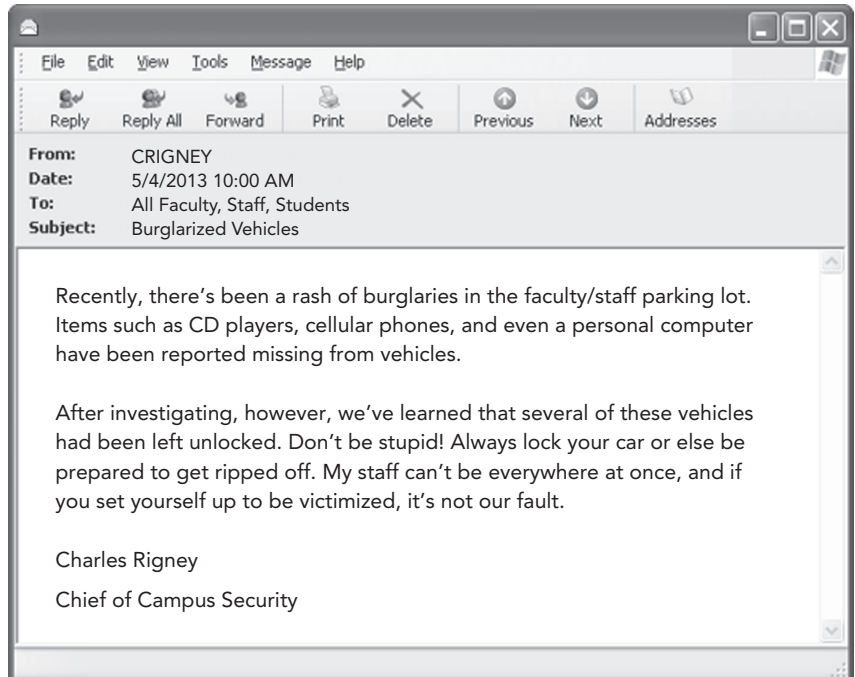 File Edit View Tools Message Help
Reply Reply All Forward Print Delete Previous Next Addresses
From: CRIGNEY
Date: 5/4/2013 10:00 AM
To: All Faculty, Staff, Students
Subject: Burglarized Vehicles
Recently, there's been a rash of burglaries in the faculty/staff parking lot.
Items such as CD players, cellular phones, and even a personal computer
have been reported missing from vehicles.
After investigating, however, we've learned that several of these vehicles
had been left unlocked. Don't be stupid! Always lock your car or else be
prepared to get ripped off. My staff can't be everywhere at once, and if
you set yourself up to be victimized, it's not our fault.
Charles Rigney
Chief of Campus Security